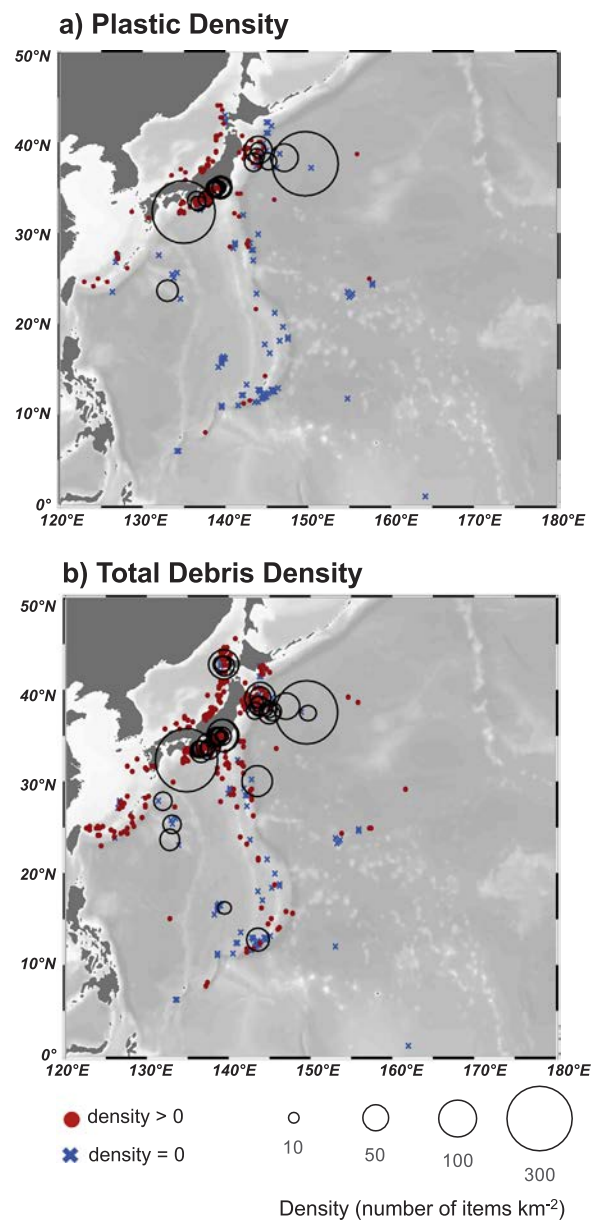 a) Plastic Density
50°N
40°N
30°N
20°N
10°N
0°
120°E 130°E 140°E 150°E 160°E 170°E 180°E
b) Total Debris Density
50°N
40°N
30°N
20°N
10°N
0°
120°E 130°E 140°E 150°E 160°E 170°E 180°E
density > 0
density = 0
10 50 100 300
Density (number of items km-2)